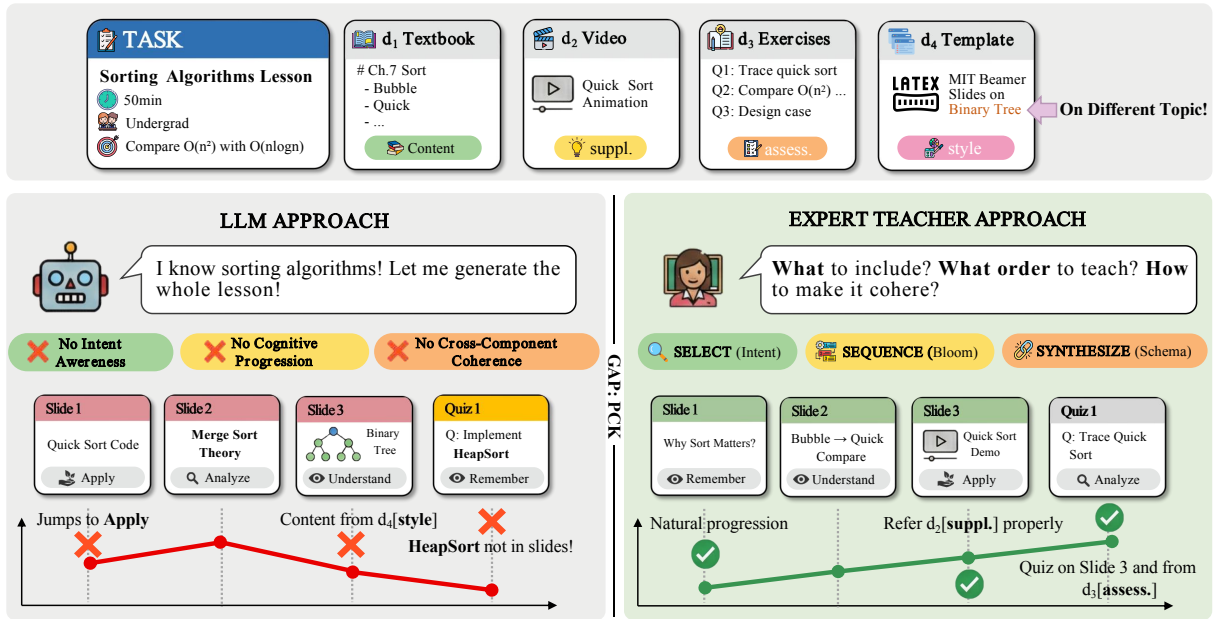 TASK
Sorting Algorithms Lesson
50min
Undergrad
Compare O(n²) with O(nlogn)
d₁ Textbook
# Ch.7 Sort
- Bubble
- Quick
- ...
Content
d₂ Video
Quick Sort
Animation
suppl.
d₃ Exercises
Q1: Trace quick sort
Q2: Compare O(n²) ...
Q3: Design case
assess.
d₄ Template
LATEX
MIT Beamer
Slides on
Binary Tree
style
On Different Topic!
LLM APPROACH
I know sorting algorithms! Let me generate the
whole lesson!
No Intent
Awareness
No Cognitive
Progression
No Cross-Component
Coherence
Slide 1
Quick Sort Code
Apply
Slide 2
Merge Sort
Theory
Analyze
Slide 3
Binary
Tree
Understand
Quiz 1
Q: Implement
HeapSort
Remember
Jumps to Apply
Content from d₄[style]
HeapSort not in slides!
GAP: PCK
EXPERT TEACHER APPROACH
What to include? What order to teach? How
to make it cohere?
SELECT (Intent)
SEQUENCE (Bloom)
SYNTHESIZE (Schema)
Slide 1
Why Sort Matters?
Remember
Slide 2
Bubble → Quick
Compare
Understand
Slide 3
Quick Sort
Demo
Apply
Quiz 1
Q: Trace Quick
Sort
Analyze
Natural progression
Refer d₂[suppl.] properly
Quiz on Slide 3 and from
d₃[assess.]